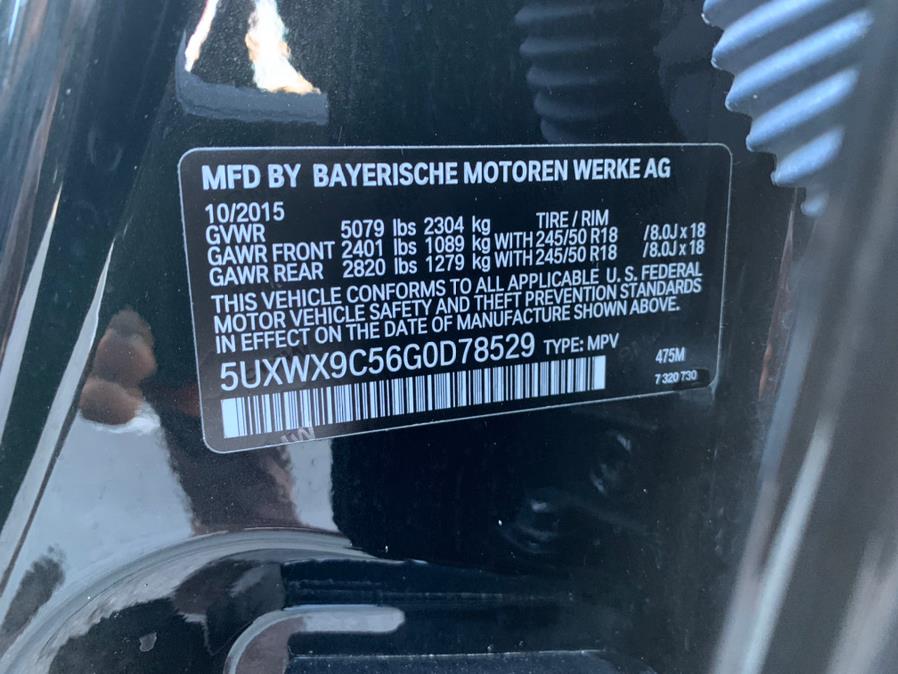 MFD BY BAYERISCHE MOTOREN WERKE AG
10/2015 TIRE / RIM
GVWR 5079 lbs 2304 kg
GAWR FRONT 2401 lbs 1089 kg WITH 245/50 R18 /8.0J x 18
GAWR REAR 2820 lbs 1279 kg WITH 245/50 R18 /8.0J x 18
THIS VEHICLE CONFORMS TO ALL APPLICABLE U.S. FEDERAL
MOTOR VEHICLE SAFETY AND THEFT PREVENTION STANDARDS
IN EFFECT ON THE DATE OF MANUFACTURE SHOWN ABOVE.
5UXWX9C56G0D78529 TYPE: MPV 475M
7 320 730